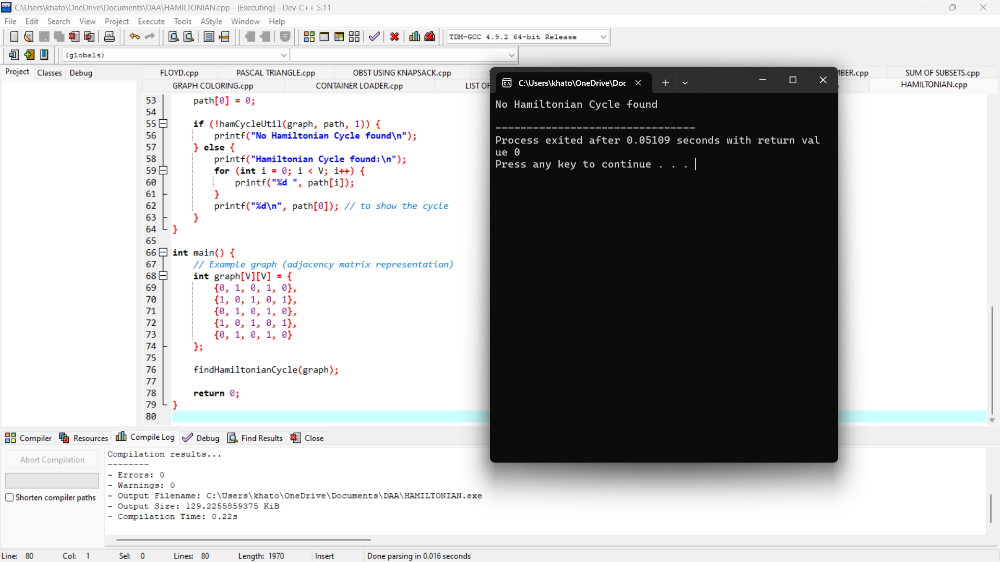 C:\Users\khato\OneDrive\Documents\DAA\HAMILTONIAN.cpp - [Executing] - Dev-C++ 5.11
File Edit Search View Project Execute Tools AStyle Window Help
TDM-GCC 4.9.2 64-bit Release
(globals)
Project Classes Debug
FLOYD.cpp PASCAL TRIANGLE.cpp OBST USING KNAPSACK.cpp MBER.cpp SUM OF SUBSETS.cpp
GRAPH COLORING.cpp CONTAINER LOADER.cpp LIST OF HAMILTONIAN.cpp
53 path[0] = 0;
54
55 if (!hamCycleUtil(graph, path, 1)) {
56 printf("No Hamiltonian Cycle found\n");
57 } else {
58 printf("Hamiltonian Cycle found:\n");
59 for (int i = 0; i < V; i++) {
60 printf("%d ", path[i]);
61 }
62 printf("%d\n", path[0]); // to show the cycle
63 }
64 }
65
66 int main() {
67 // Example graph (adjacency matrix representation)
68 int graph[V][V] = {
69 {0, 1, 0, 1, 0},
70 {1, 0, 1, 0, 1},
71 {0, 1, 0, 1, 0},
72 {1, 0, 1, 0, 1},
73 {0, 1, 0, 1, 0}
74 };
75
76 findHamiltonianCycle(graph);
77
78 return 0;
79 }
80
C:\Users\khato\OneDrive\Doc
No Hamiltonian Cycle found
--------------------------------
Process exited after 0.05109 seconds with return val
ue 0
Press any key to continue . . .
Compiler Resources Compile Log Debug Find Results Close
Abort Compilation
Shorten compiler paths
Compilation results...
--------
- Errors: 0
- Warnings: 0
- Output Filename: C:\Users\khato\OneDrive\Documents\DAA\HAMILTONIAN.exe
- Output Size: 129.2255859375 KiB
- Compilation Time: 0.22s
Line: 80 Col: 1 Sel: 0 Lines: 80 Length: 1970 Insert Done parsing in 0.016 seconds